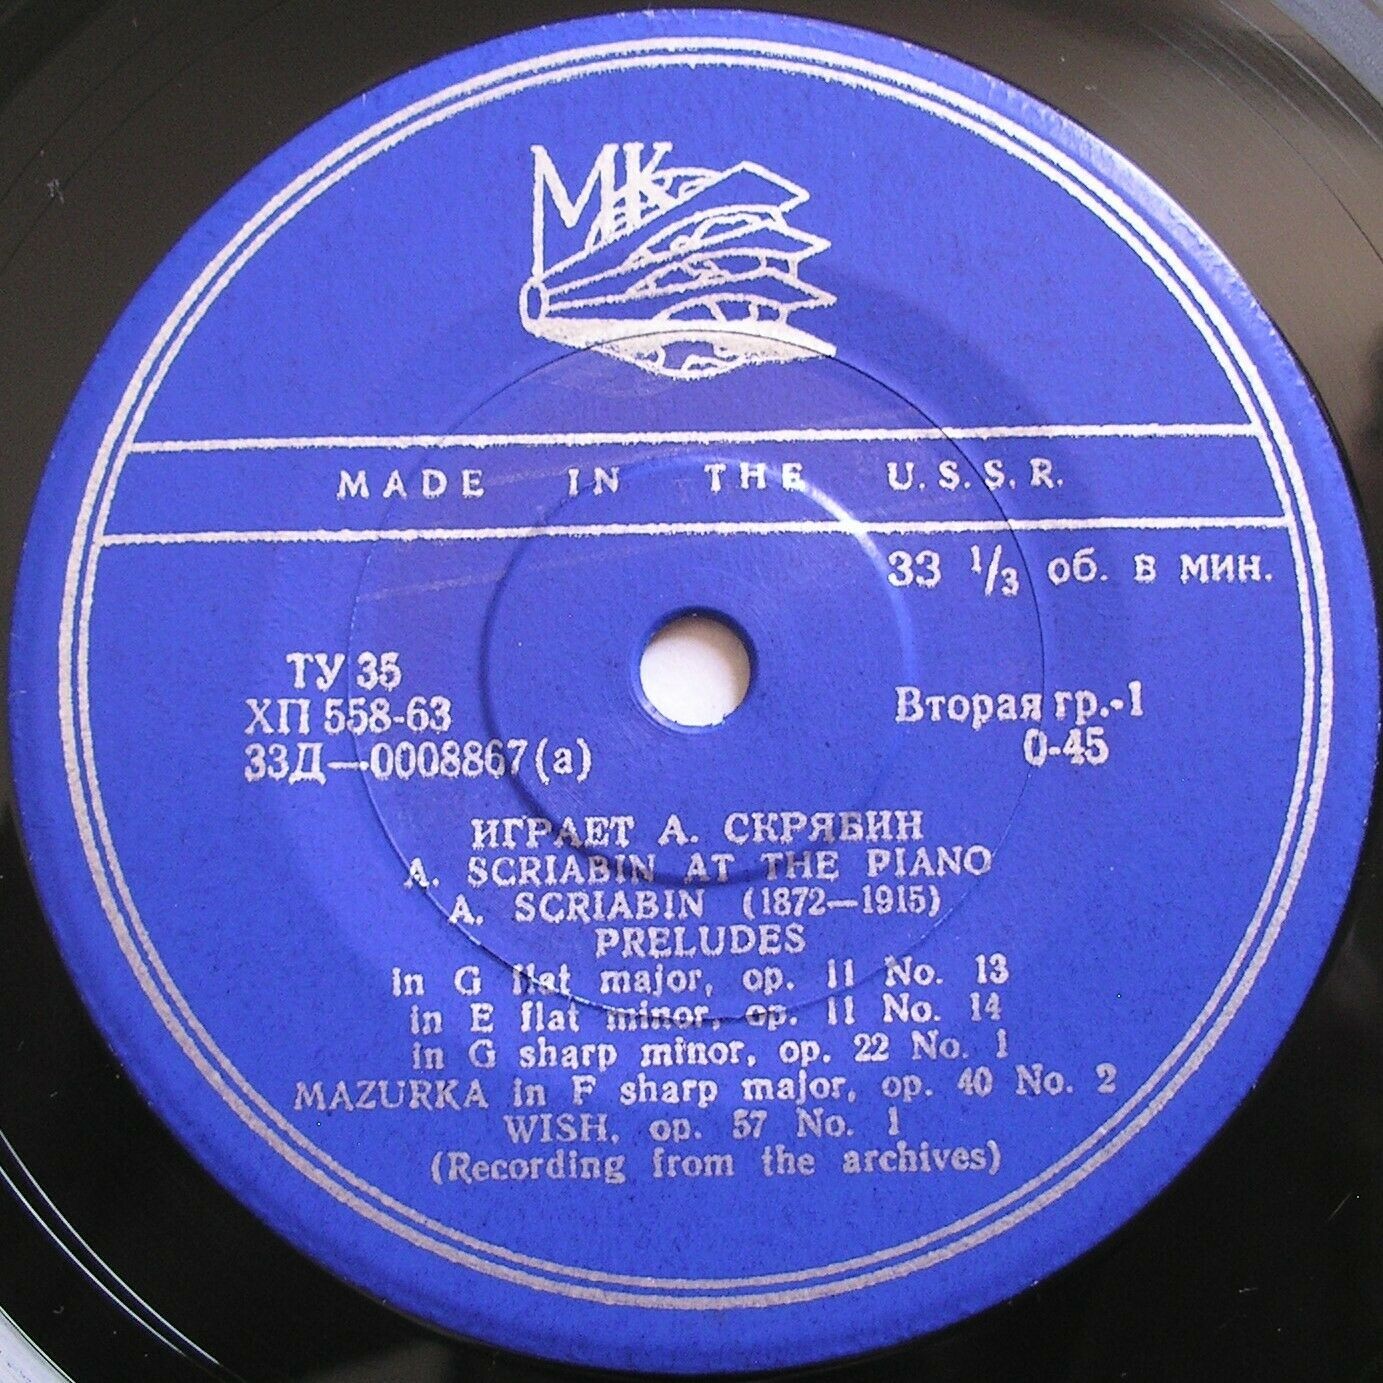 МК
MADE IN THE U.S.S.R.
33 1/3 об. в мин.
ТУ 35
ХП 558-63
33Д—0008867(а)
Вторая гр.-1
0-45
ИГРАЕТ А. СКРЯБИН
A. SCRIABIN AT THE PIANO
A. SCRIABIN (1872—1915)
PRELUDES
in G flat major, op. 11 No. 13
in E flat minor, op. 11 No. 14
in G sharp minor, op. 22 No. 1
MAZURKA in F sharp major, op. 40 No. 2
WISH, op. 57 No. 1
(Recording from the archives)